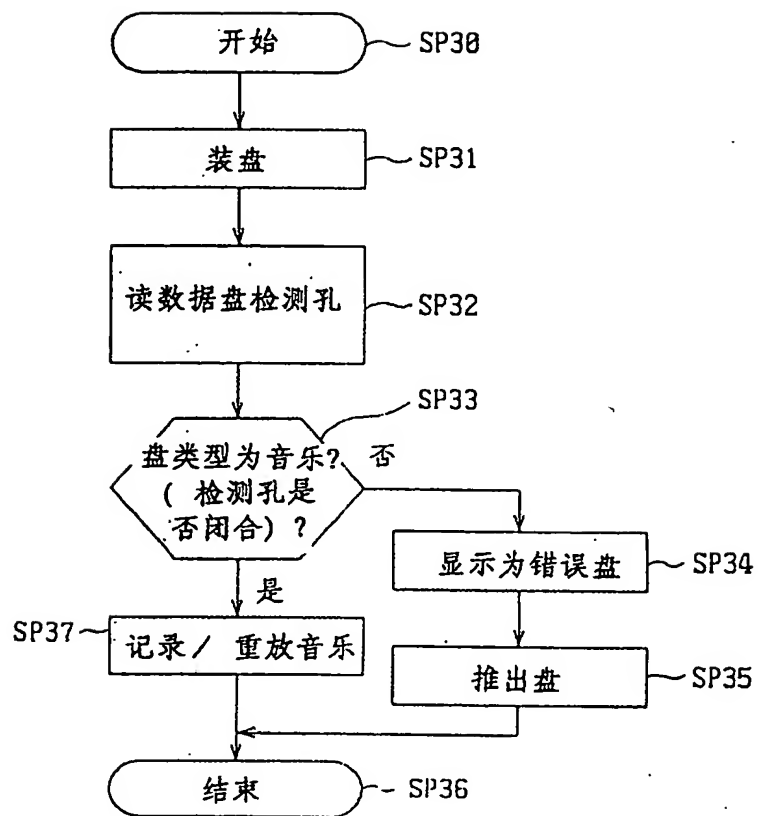 开始
SP30
装盘
SP31
读数据盘检测孔
SP32
SP33
盘类型为音乐?
否
( 检测孔是
否闭合) ?
显示为错误盘
SP34
是
SP37
记录/ 重放音乐
推出盘
SP35
结束
SP36